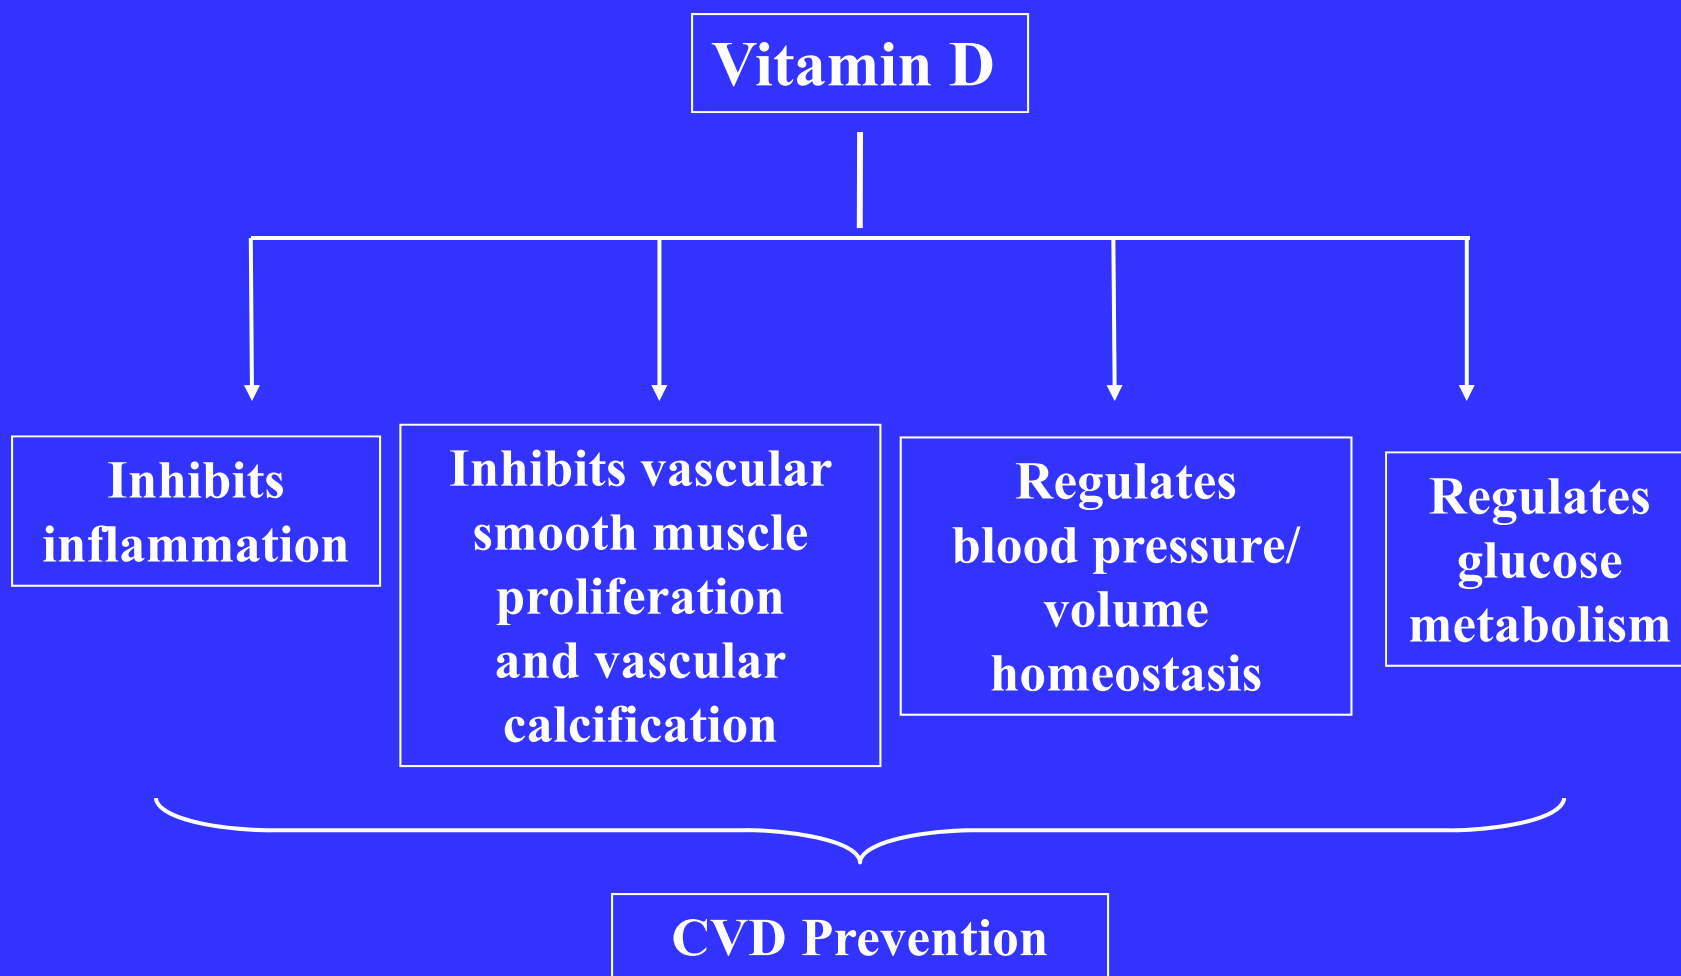 Vitamin D
Inhibits
inflammation
Inhibits vascular
smooth muscle
proliferation
and vascular
calcification
Regulates
blood pressure/
volume
homeostasis
Regulates
glucose
metabolism
CVD Prevention